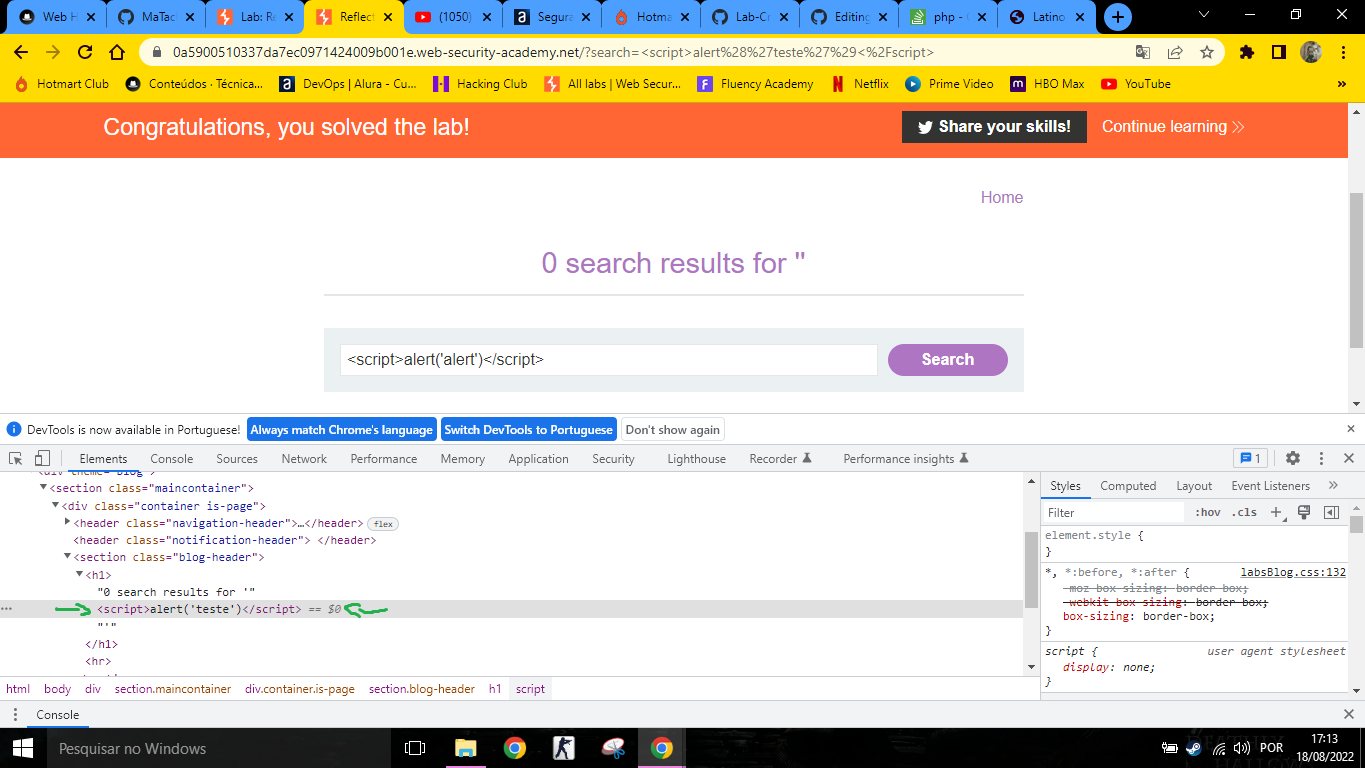 Web H
MaTac
Lab: Re
Reflect
(1050)
Segura
Hotma
Lab-Cr
Editing
php - C
Latino
0a5900510337da7ec0971424009b001e.web-security-academy.net/?search=<script>alert%28%27teste%27%29<%2Fscript>
Hotmart Club Conteúdos · Técnica... DevOps | Alura - Cu... Hacking Club All labs | Web Secur... Fluency Academy Netflix Prime Video HBO Max YouTube »
Congratulations, you solved the lab! Share your skills! Continue learning
Home
0 search results for ''
<script>alert('alert')</script> Search
DevTools is now available in Portuguese! Always match Chrome's language Switch DevTools to Portuguese Don't show again
Elements Console Sources Network Performance Memory Application Security Lighthouse Recorder Performance insights 1
<div theme="blog">
<section class="maincontainer">
<div class="container is-page">
<header class="navigation-header">…</header> flex
<header class="notification-header"> </header>
<section class="blog-header">
<h1>
"0 search results for '"
<script>alert('teste')</script> == $0
"'"
</h1>
<hr>
html body div section.maincontainer div.container.is-page section.blog-header h1 script
Styles Computed Layout Event Listeners »
Filter :hov .cls
element.style {
}
*, *:before, *:after { labsBlog.css:132
-moz-box-sizing: border-box;
-webkit-box-sizing: border-box;
box-sizing: border-box;
}
script { user agent stylesheet
display: none;
}
Console
Pesquisar no Windows
POR
17:13
18/08/2022